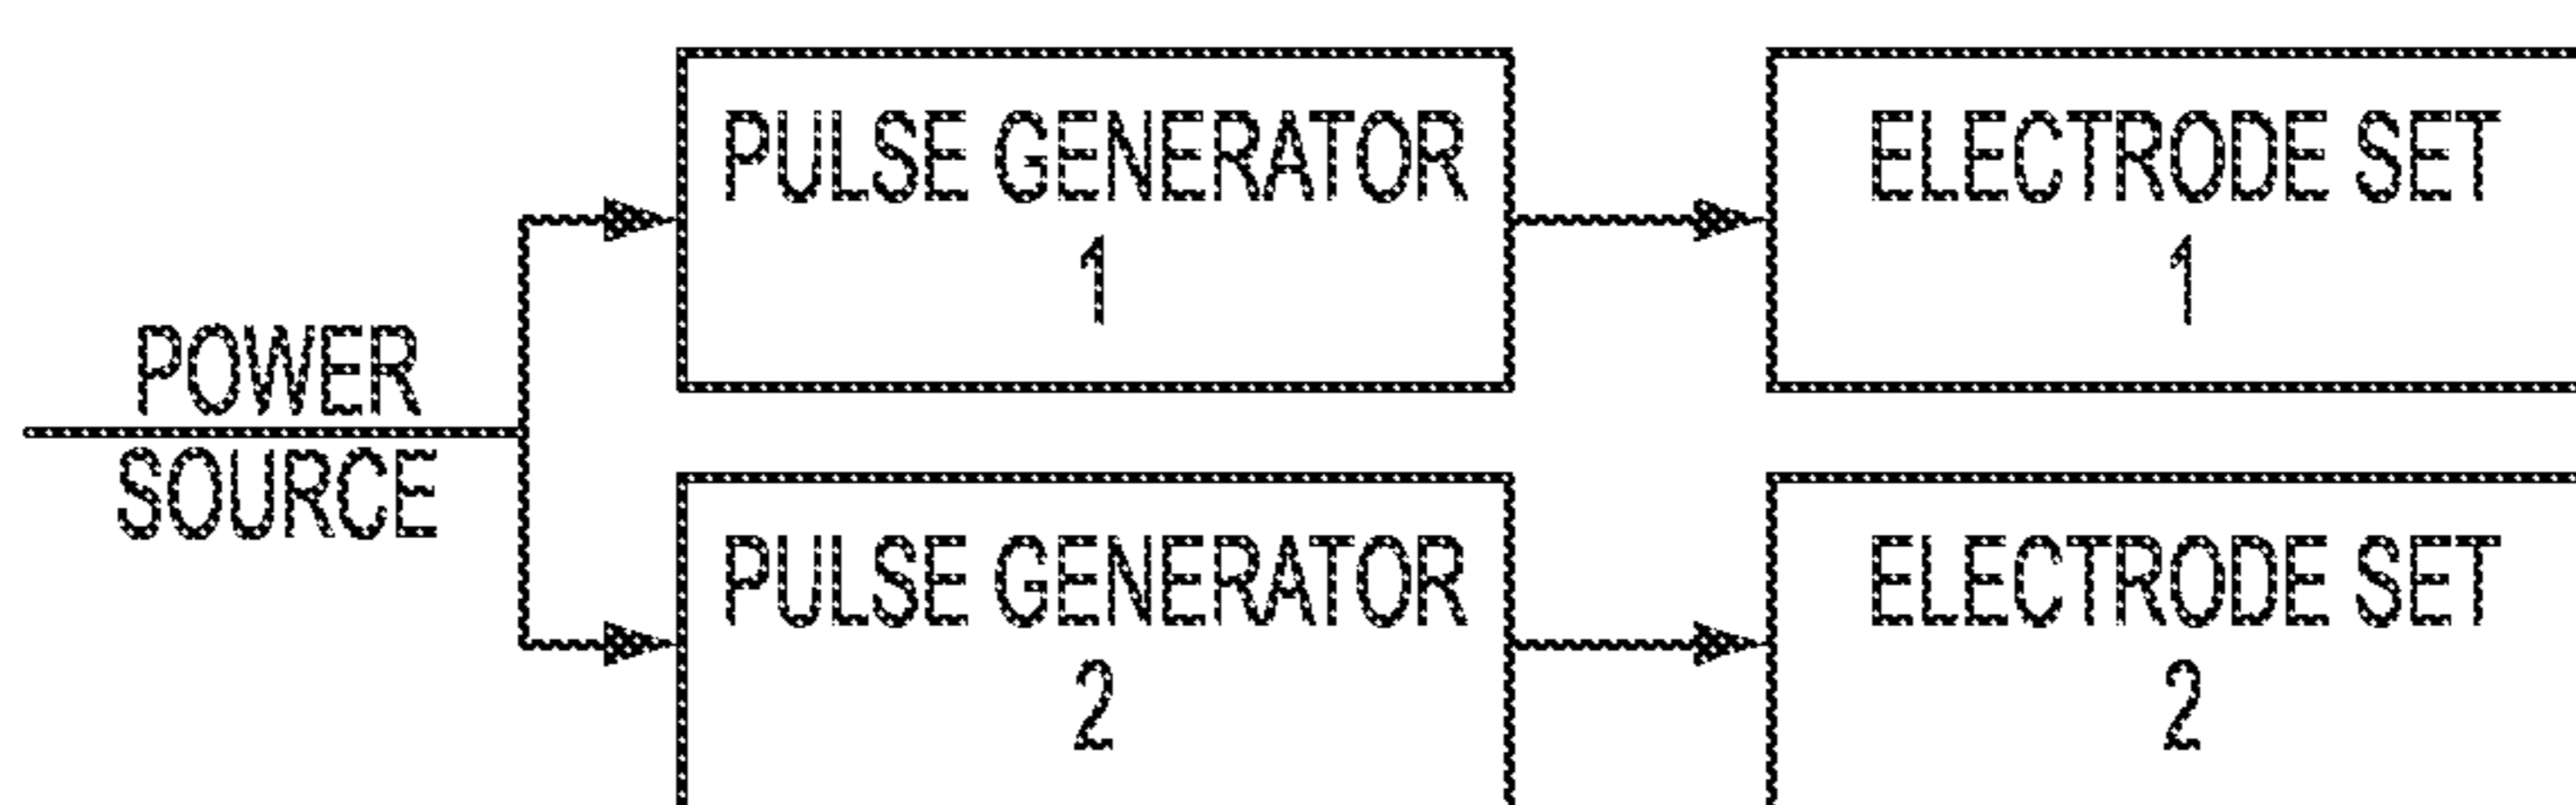 POWER
SOURCE
PULSE GENERATOR
1
ELECTRODE SET
1
PULSE GENERATOR
2
ELECTRODE SET
2